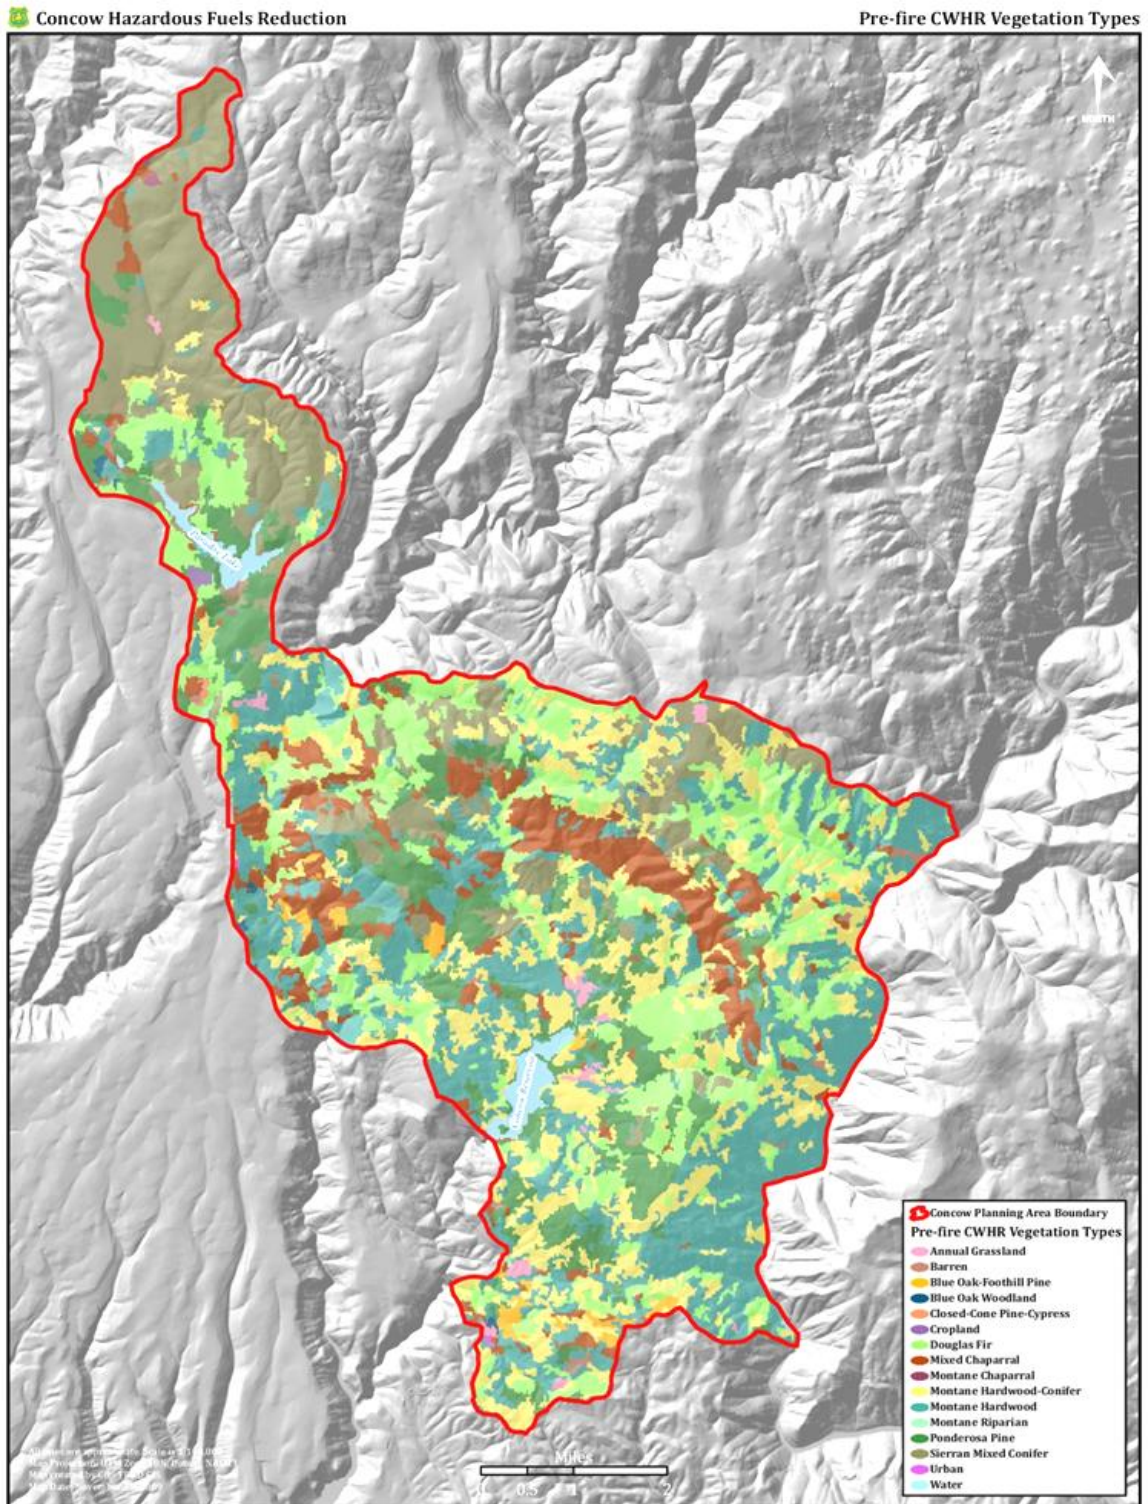 Concow Hazardous Fuels Reduction
Pre-fire CWHR Vegetation Types
NORTH
Concow Planning Area Boundary
Pre-fire CWHR Vegetation Types
Annual Grassland
Barren
Blue Oak-Foothill Pine
Blue Oak Woodland
Closed-Cone Pine-Cypress
Cropland
Douglas Fir
Mixed Chaparral
Montane Chaparral
Montane Hardwood-Conifer
Montane Hardwood
Montane Riparian
Ponderosa Pine
Sierran Mixed Conifer
Urban
Water
Miles
0.5 1 2